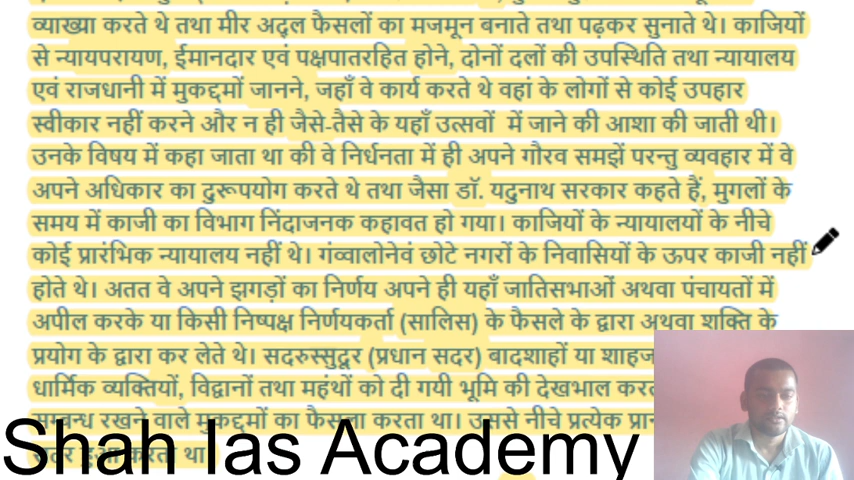 व्याख्या करते थे तथा मीर अद्ल फैसलों का मजमून बनाते तथा पढ़कर सुनाते थे। काजियों
से न्यायपरायण, ईमानदार एवं पक्षपातरहित होने, दोनों दलों की उपस्थिति तथा न्यायालय
एवं राजधानी में मुकद्दमों जानने, जहाँ वे कार्य करते थे वहां के लोगों से कोई उपहार
स्वीकार नहीं करने और न ही जैसे-तैसे के यहाँ उत्सवों में जाने की आशा की जाती थी।
उनके विषय में कहा जाता था की वे निर्धनता में ही अपने गौरव समझें परन्तु व्यवहार में वे
अपने अधिकार का दुरूपयोग करते थे तथा जैसा डॉ. यदुनाथ सरकार कहते हैं, मुगलों के
समय में काजी का विभाग निंदाजनक कहावत हो गया। काजियों के न्यायालयों के नीचे
कोई प्रारंभिक न्यायालय नहीं थे। गंव्वालोनेवं छोटे नगरों के निवासियों के ऊपर काजी नहीं
होते थे। अतत वे अपने झगड़ों का निर्णय अपने ही यहाँ जातिसभाओं अथवा पंचायतों में
अपील करके या किसी निष्पक्ष निर्णयकर्ता (सालिस) के फैसले के द्वारा अथवा शक्ति के
प्रयोग के द्वारा कर लेते थे। सदरुस्सुदूर (प्रधान सदर) बादशाहों या शाहज
धार्मिक व्यक्तियों, विद्वानों तथा महंथों को दी गयी भूमि की देखभाल करत
सम्बन्ध रखने वाले मुकद्दमों का फैसला करता था। उससे नीचे प्रत्येक प्रान
सदर हुआ करता था।
Shah Ias Academy